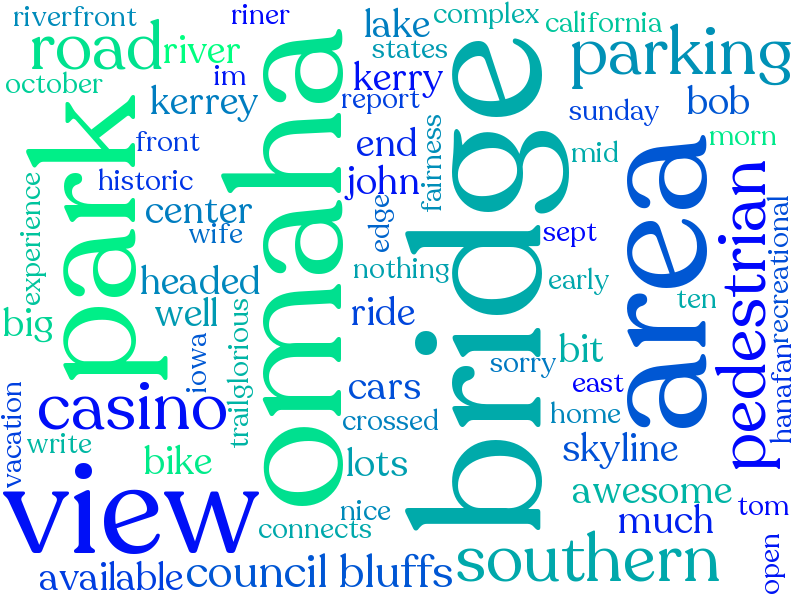 riverfront
riner
lake
complex
california
road
river
states
parking
october
im
kerry
kerrey
report
sunday
bob
park
omaha
bridge
front
end
fairness
mid
morn
area
historic
john
pedestrian
experience
center
edge
wife
sept
recreational
nothing
headed
early
ten
big
well
trail
glorious
ride
iowa
sorry
bit
hanafan
casino
cars
east
vacation
crossed
home
write
bike
lots
skyline
view
awesome
nice
connects
much
tom
available
council bluffs
southern
open